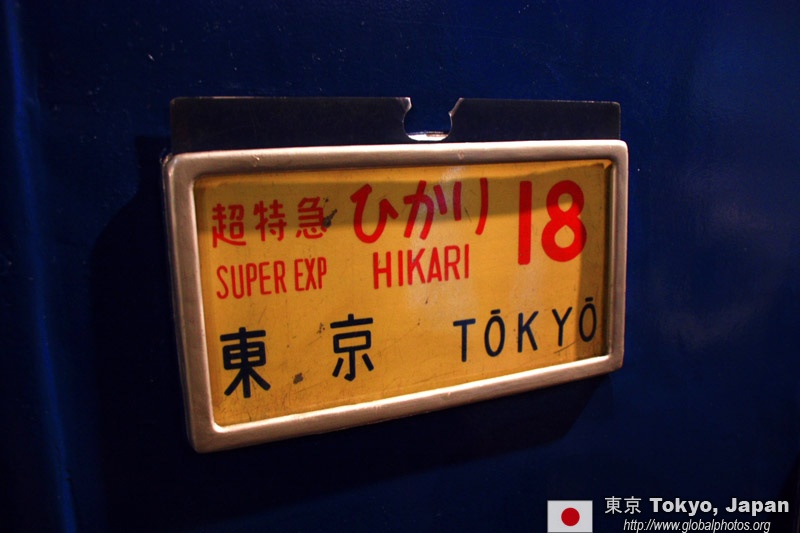 超特急 ひかり 18
SUPER EXP HIKARI
東京 TŌKYŌ
東京 Tokyo, Japan
http://www.globalphotos.org